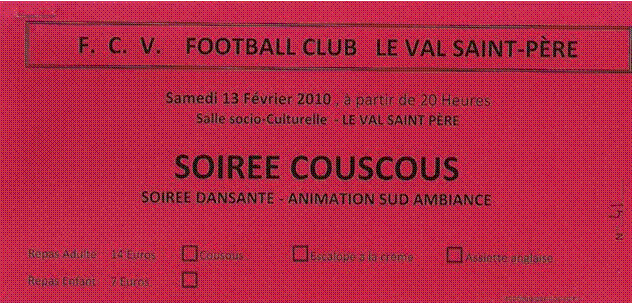 F. C. V. FOOTBALL CLUB LE VAL SAINT-PÈRE
Samedi 13 Février 2010 , à partir de 20 Heures
Salle socio-Culturelle - LE VAL SAINT PÈRE
SOIREE COUSCOUS
SOIREE DANSANTE - ANIMATION SUD AMBIANCE
Repas Adulte 14 Euros Cousous Escalope à la crème Assiette anglaise
Repas Enfant 7 Euros